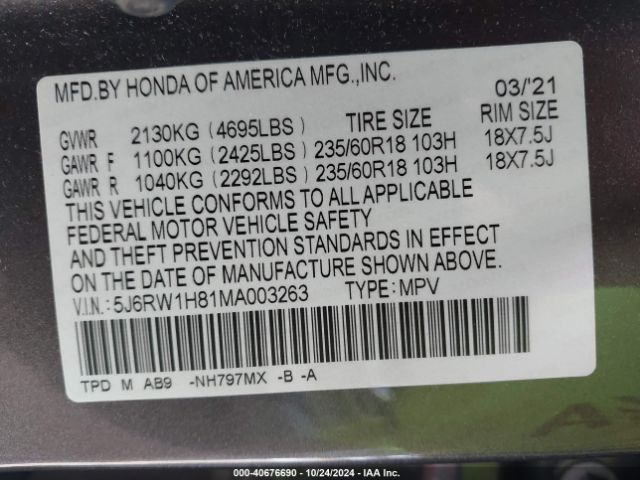 MFD.BY HONDA OF AMERICA MFG.,INC. 03/'21
GVWR 2130KG (4695LBS) TIRE SIZE RIM SIZE
GAWR F 1100KG (2425LBS) 235/60R18 103H 18X7.5J
GAWR R 1040KG (2292LBS) 235/60R18 103H 18X7.5J
THIS VEHICLE CONFORMS TO ALL APPLICABLE
FEDERAL MOTOR VEHICLE SAFETY
AND THEFT PREVENTION STANDARDS IN EFFECT
ON THE DATE OF MANUFACTURE SHOWN ABOVE.
V.I.N.: 5J6RW1H81MA003263 TYPE: MPV
TPD M AB9 -NH797MX -B -A
000-40676690 - 10/24/2024 - IAA Inc.